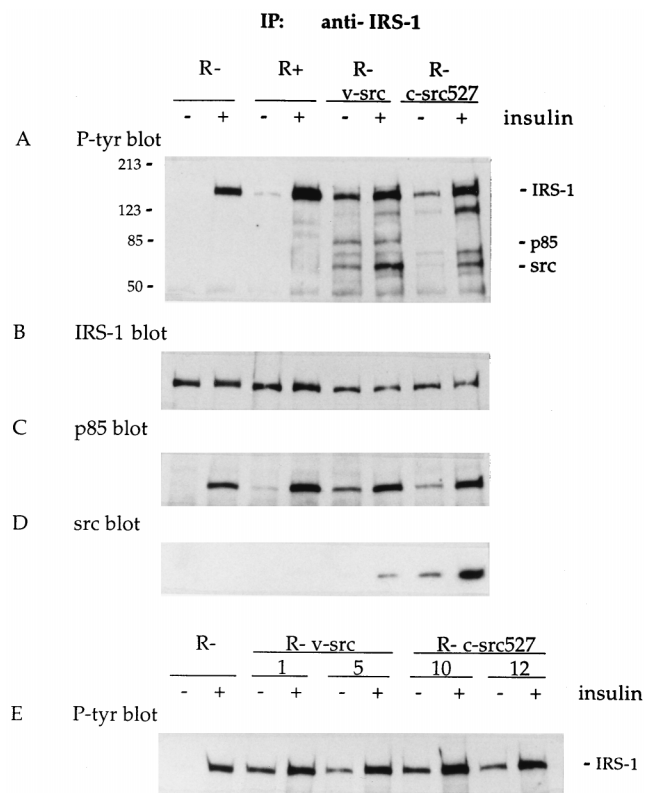 IP: anti- IRS-1
R- R+ R- R-
v-src c-src527
- + - + - + - + insulin
A P-tyr blot
213 -
- IRS-1
123 -
85 - - p85
- src
50 -
B IRS-1 blot
C p85 blot
D src blot
R- R- v-src R- c-src527
1 5 10 12
- + - + - + - + - + insulin
E P-tyr blot
- IRS-1